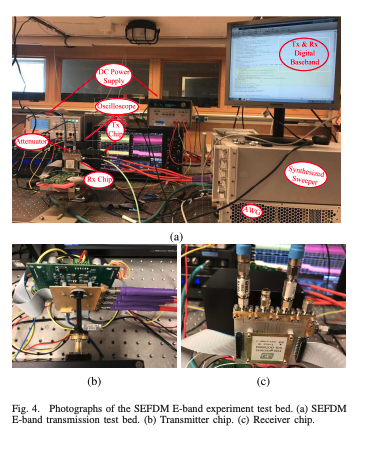 Tx & Rx
Digital
Baseband
DC Power
Supply
Oscilloscope
Tx
Chip
Attenuator
Rx Chip
Synthesized
Sweeper
AWG
(a)
(b)
(c)
Fig. 4. Photographs of the SEFDM E-band experiment test bed. (a) SEFDM
E-band transmission test bed. (b) Transmitter chip. (c) Receiver chip.